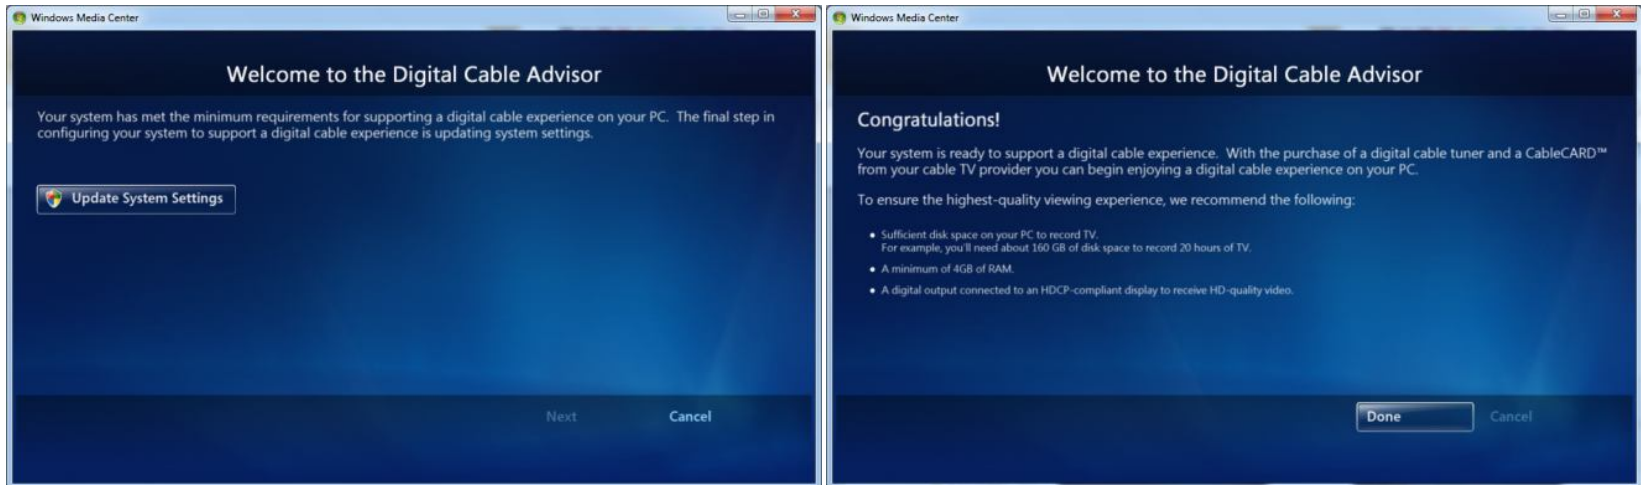 Windows Media Center
Welcome to the Digital Cable Advisor
Your system has met the minimum requirements for supporting a digital cable experience on your PC. The final step in
configuring your system to support a digital cable experience is updating system settings.
Update System Settings
Next
Cancel
Windows Media Center
Welcome to the Digital Cable Advisor
Congratulations!
Your system is ready to support a digital cable experience. With the purchase of a digital cable tuner and a CableCARD™
from your cable TV provider you can begin enjoying a digital cable experience on your PC.
To ensure the highest-quality viewing experience, we recommend the following:
• Sufficient disk space on your PC to record TV.
For example, you'll need about 160 GB of disk space to record 20 hours of TV.
• A minimum of 4GB of RAM.
• A digital output connected to an HDCP-compliant display to receive HD-quality video.
Done
Cancel